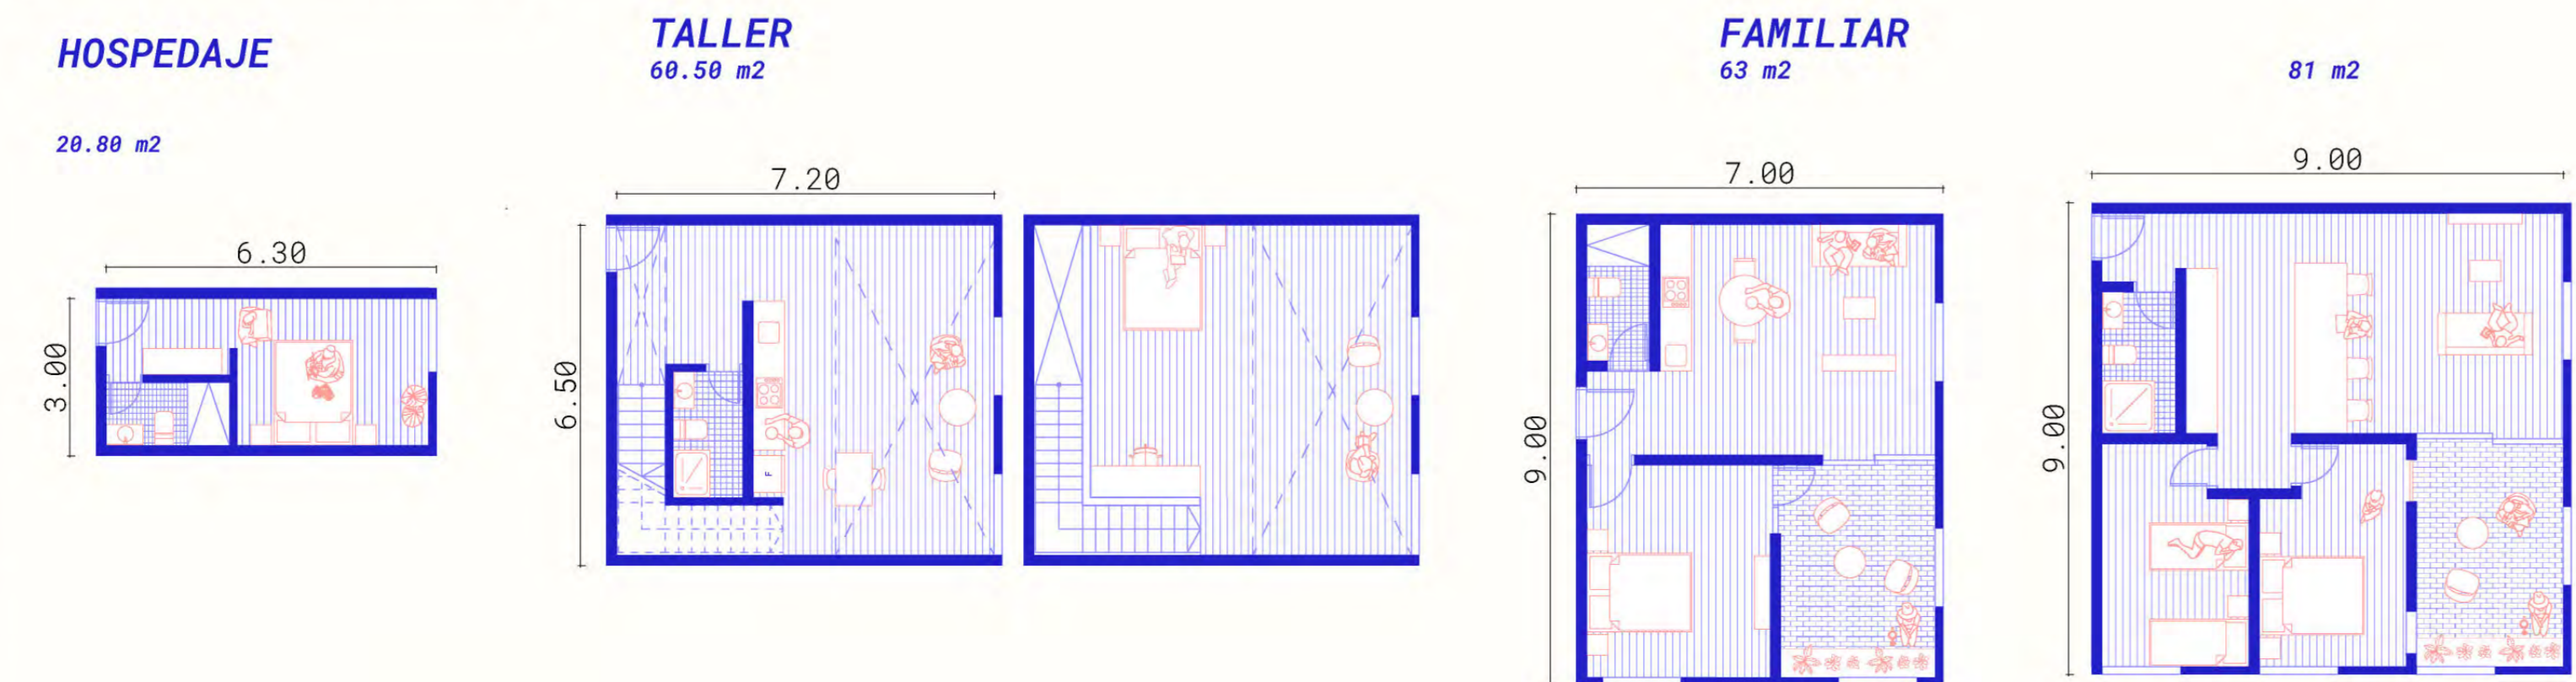 HOSPEDAJE
20.80 m2
6.30
3.00
TALLER
60.50 m2
7.20
6.50
F
FAMILIAR
63 m2
7.00
9.00
81 m2
9.00
9.00